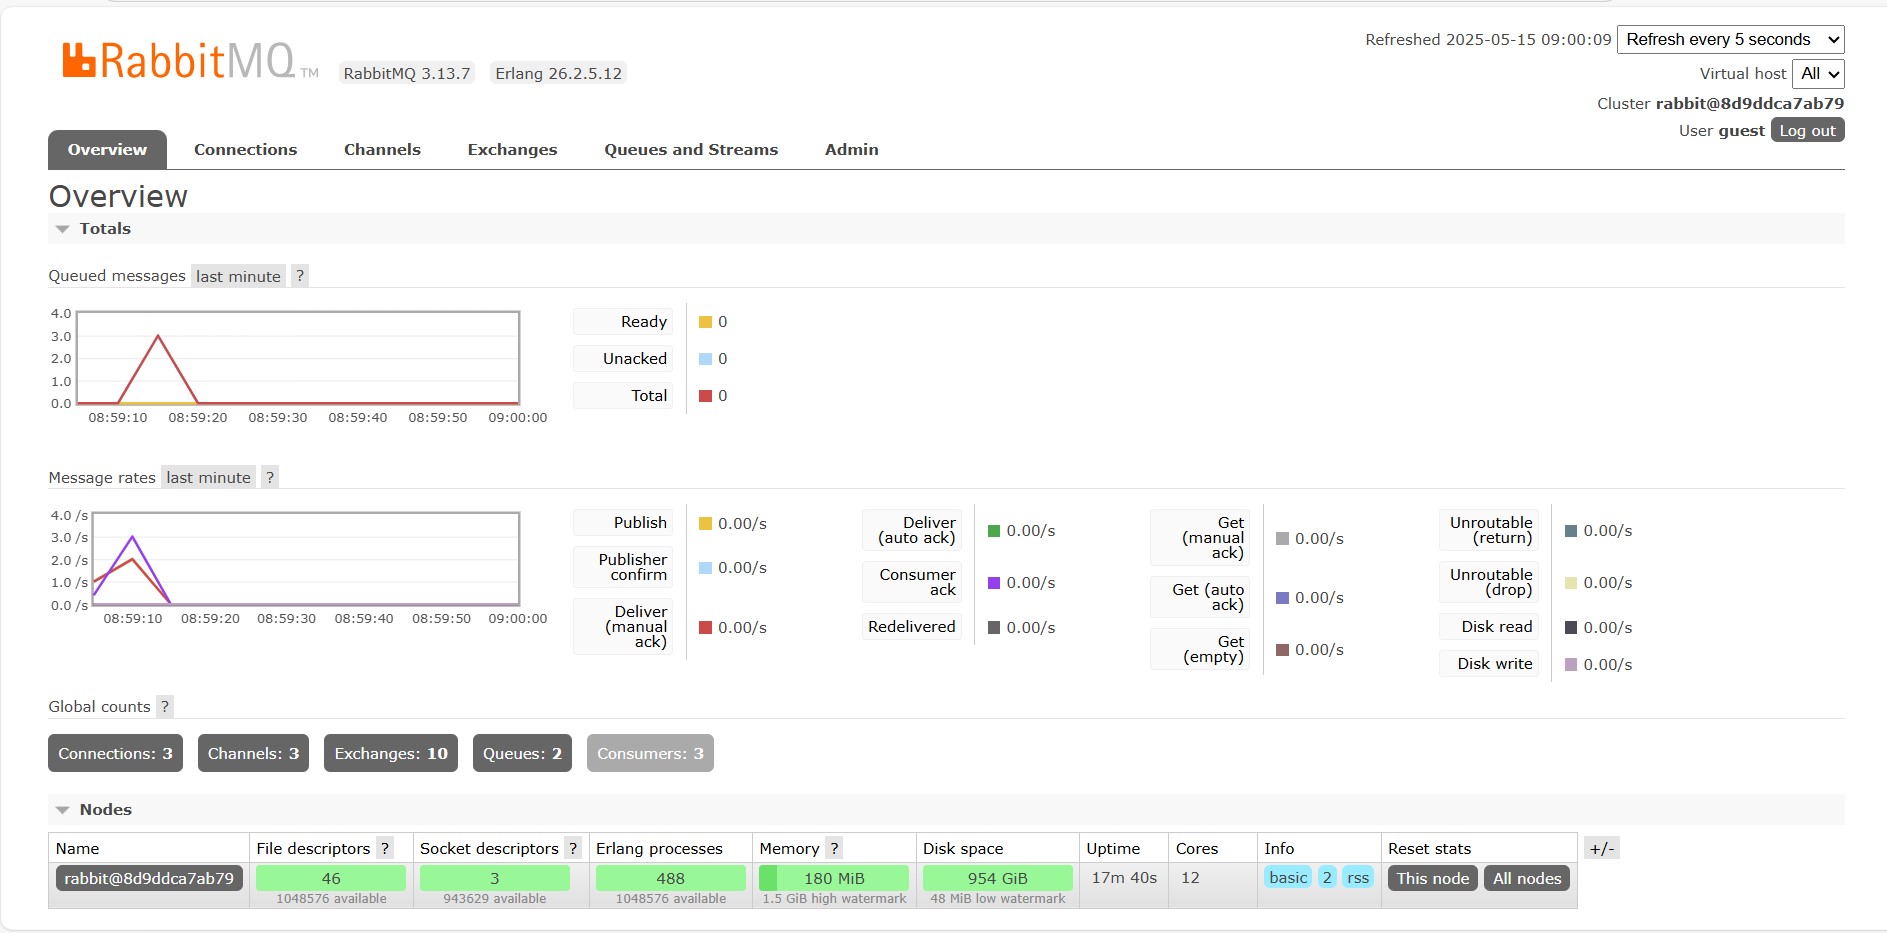 RabbitMQ TM RabbitMQ 3.13.7 Erlang 26.2.5.12
Refreshed 2025-05-15 09:00:09 Refresh every 5 seconds
Virtual host All
Cluster rabbit@8d9ddca7ab79
User guest Log out
Overview Connections Channels Exchanges Queues and Streams Admin
Overview
Totals
Queued messages last minute ?
4.0
3.0
2.0
1.0
0.0
08:59:10 08:59:20 08:59:30 08:59:40 08:59:50 09:00:00
Ready 0
Unacked 0
Total 0
Message rates last minute ?
4.0 /s
3.0 /s
2.0 /s
1.0 /s
0.0 /s
08:59:10 08:59:20 08:59:30 08:59:40 08:59:50 09:00:00
Publish 0.00/s
Publisher
confirm 0.00/s
Deliver
(manual
ack) 0.00/s
Deliver
(auto ack) 0.00/s
Consumer
ack 0.00/s
Redelivered 0.00/s
Get
(manual
ack) 0.00/s
Get (auto
ack) 0.00/s
Get
(empty) 0.00/s
Unroutable
(return) 0.00/s
Unroutable
(drop) 0.00/s
Disk read 0.00/s
Disk write 0.00/s
Global counts ?
Connections: 3 Channels: 3 Exchanges: 10 Queues: 2 Consumers: 3
Nodes
Name File descriptors ? Socket descriptors ? Erlang processes Memory ? Disk space Uptime Cores Info Reset stats +/-
rabbit@8d9ddca7ab79 46 3 488 180 MiB 954 GiB 17m 40s 12 basic 2 rss This node All nodes
1048576 available 943629 available 1048576 available 1.5 GiB high watermark 48 MiB low watermark